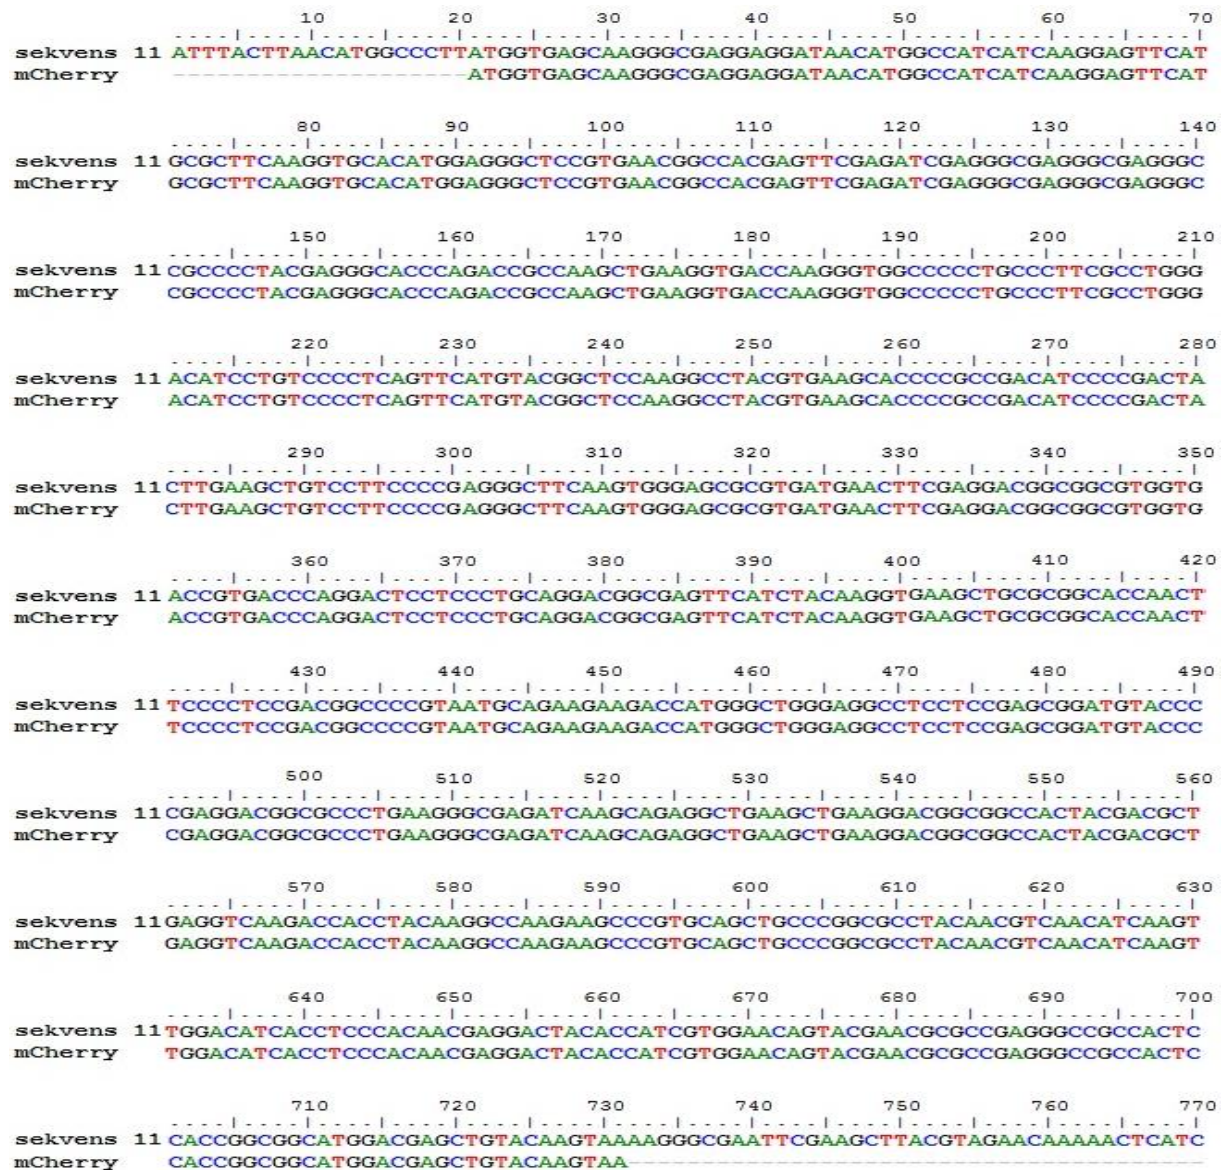 10 20 30 40 50 60 70
....|....|....|....|....|....|....|....|....|....|....|....|....|....|
sekvens 11 ATTTACTTAACATGGCCCTTATGGTGAGCAAGGGCGAGGAGGATAACATGGCCATCATCAAGGAGTTCAT
mCherry --------------------ATGGTGAGCAAGGGCGAGGAGGATAACATGGCCATCATCAAGGAGTTCAT
80 90 100 110 120 130 140
....|....|....|....|....|....|....|....|....|....|....|....|....|....|
sekvens 11 GCGCTTCAAGGTGCACATGGAGGGCTCCGTGAACGGCCACGAGTTCGAGATCGAGGGCGAGGGCGAGGGC
mCherry GCGCTTCAAGGTGCACATGGAGGGCTCCGTGAACGGCCACGAGTTCGAGATCGAGGGCGAGGGCGAGGGC
150 160 170 180 190 200 210
....|....|....|....|....|....|....|....|....|....|....|....|....|....|
sekvens 11 CGCCCCTACGAGGGCACCCAGACCGCCAAGCTGAAGGTGACCAAGGGTGGCCCCCTGCCCTTCGCCTGGG
mCherry CGCCCCTACGAGGGCACCCAGACCGCCAAGCTGAAGGTGACCAAGGGTGGCCCCCTGCCCTTCGCCTGGG
220 230 240 250 260 270 280
....|....|....|....|....|....|....|....|....|....|....|....|....|....|
sekvens 11 ACATCCTGTCCCCTCAGTTCATGTACGGCTCCAAGGCCTACGTGAAGCACCCCGCCGACATCCCCGACTA
mCherry ACATCCTGTCCCCTCAGTTCATGTACGGCTCCAAGGCCTACGTGAAGCACCCCGCCGACATCCCCGACTA
290 300 310 320 330 340 350
....|....|....|....|....|....|....|....|....|....|....|....|....|....|
sekvens 11 CTTGAAGCTGTCCTTCCCCGAGGGCTTCAAGTGGGAGCGCGTGATGAACTTCGAGGACGGCGGCGTGGTG
mCherry CTTGAAGCTGTCCTTCCCCGAGGGCTTCAAGTGGGAGCGCGTGATGAACTTCGAGGACGGCGGCGTGGTG
360 370 380 390 400 410 420
....|....|....|....|....|....|....|....|....|....|....|....|....|....|
sekvens 11 ACCGTGACCCAGGACTCCTCCCTGCAGGACGGCGAGTTCATCTACAAGGTGAAGCTGCGCGGCACCAACT
mCherry ACCGTGACCCAGGACTCCTCCCTGCAGGACGGCGAGTTCATCTACAAGGTGAAGCTGCGCGGCACCAACT
430 440 450 460 470 480 490
....|....|....|....|....|....|....|....|....|....|....|....|....|....|
sekvens 11 TCCCCTCCGACGGCCCCGTAATGCAGAAGAAGACCATGGGCTGGGAGGCCTCCTCCGAGCGGATGTACCC
mCherry TCCCCTCCGACGGCCCCGTAATGCAGAAGAAGACCATGGGCTGGGAGGCCTCCTCCGAGCGGATGTACCC
500 510 520 530 540 550 560
....|....|....|....|....|....|....|....|....|....|....|....|....|....|
sekvens 11 CGAGGACGGCGCCCTGAAGGGCGAGATCAAGCAGAGGCTGAAGCTGAAGGACGGCGGCCACTACGACGCT
mCherry CGAGGACGGCGCCCTGAAGGGCGAGATCAAGCAGAGGCTGAAGCTGAAGGACGGCGGCCACTACGACGCT
570 580 590 600 610 620 630
....|....|....|....|....|....|....|....|....|....|....|....|....|....|
sekvens 11 GAGGTCAAGACCACCTACAAGGCCAAGAAGCCCGTGCAGCTGCCCGGCGCCTACAACGTCAACATCAAGT
mCherry GAGGTCAAGACCACCTACAAGGCCAAGAAGCCCGTGCAGCTGCCCGGCGCCTACAACGTCAACATCAAGT
640 650 660 670 680 690 700
....|....|....|....|....|....|....|....|....|....|....|....|....|....|
sekvens 11 TGGACATCACCTCCCACAACGAGGACTACACCATCGTGGAACAGTACGAACGCGCCGAGGGCCGCCACTC
mCherry TGGACATCACCTCCCACAACGAGGACTACACCATCGTGGAACAGTACGAACGCGCCGAGGGCCGCCACTC
710 720 730 740 750 760 770
....|....|....|....|....|....|....|....|....|....|....|....|....|....|
sekvens 11 CACCGGCGGCATGGACGAGCTGTACAAGTAAAAGGGCGAATTCGAAGCTTACGTAGAACAAAAACTCATC
mCherry CACCGGCGGCATGGACGAGCTGTACAAGTAA---------------------------------------